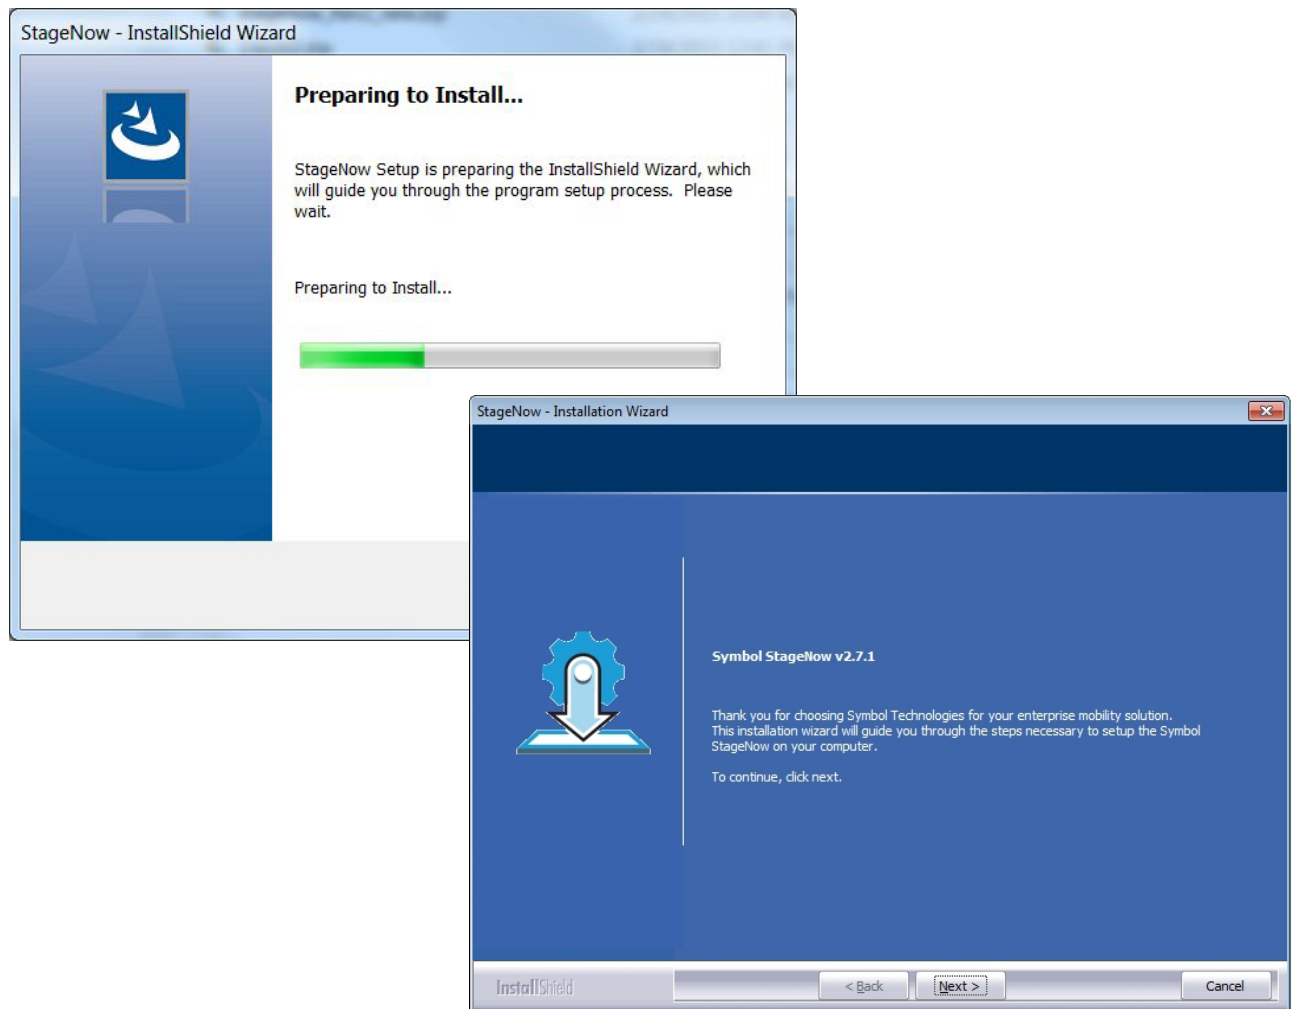 StageNow - InstallShield Wizard
Preparing to Install...
StageNow Setup is preparing the InstallShield Wizard, which
will guide you through the program setup process.  Please
wait.
Preparing to Install...
StageNow - Installation Wizard
Symbol StageNow v2.7.1
Thank you for choosing Symbol Technologies for your enterprise mobility solution.
This installation wizard will guide you through the steps necessary to setup the Symbol
StageNow on your computer.
To continue, click next.
InstallShield
< Back
Next >
Cancel